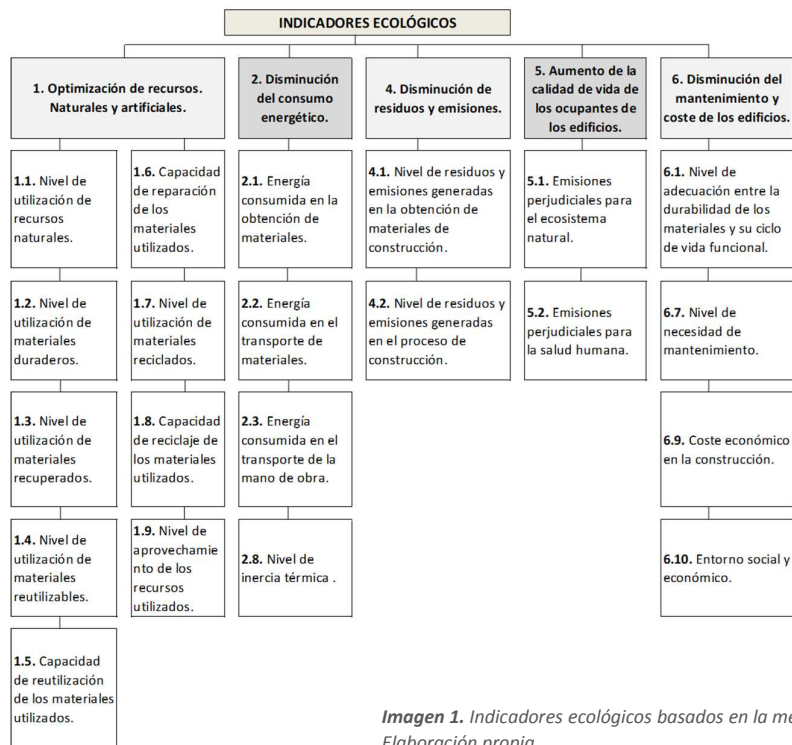 INDICADORES ECOLÓGICOS
1. Optimización de recursos.
Naturales y artificiales.
2. Disminución
del consumo
energético.
4. Disminución de
residuos y emisiones.
5. Aumento de la
calidad de vida de
los ocupantes de
los edificios.
6. Disminución del
mantenimiento y
coste de los edificios.
1.1. Nivel de
utilización de
recursos
naturales.
1.6. Capacidad
de reparación
de los
materiales
utilizados.
2.1. Energía
consumida en la
obtención de
materiales.
4.1. Nivel de residuos y
emisiones generadas
en la obtención de
materiales de
construcción.
5.1. Emisiones
perjudiciales para
el ecosistema
natural.
6.1. Nivel de
adecuación entre la
durabilidad de los
materiales y su ciclo
de vida funcional.
1.2. Nivel de
utilización de
materiales
duraderos.
1.7. Nivel de
utilización de
materiales
reciclados.
2.2. Energía
consumida en el
transporte de
materiales.
4.2. Nivel de residuos y
emisiones generadas
en el proceso de
construcción.
5.2. Emisiones
perjudiciales para
la salud humana.
6.7. Nivel de
necesidad de
mantenimiento.
1.3. Nivel de
utilización de
materiales
recuperados.
1.8. Capacidad
de reciclaje de
los materiales
utilizados.
2.3. Energía
consumida en el
transporte de la
mano de obra.
6.9. Coste económico
en la construcción.
1.4. Nivel de
utilización de
materiales
reutilizables.
1.9. Nivel de
aprovechamie
nto de los
recursos
utilizados.
2.8. Nivel de
inercia térmica .
6.10. Entorno social y
económico.
1.5. Capacidad
de reutilización
de los materiales
utilizados.
Imagen 1. Indicadores ecológicos basados en la me
Elaboración propia